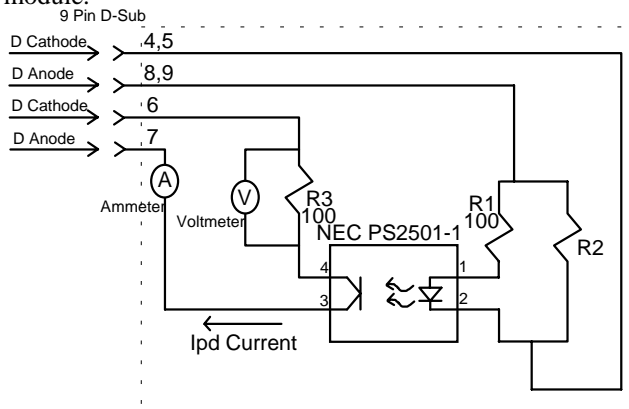 module.
9 Pin D-Sub
D Cathode 4,5
D Anode 8,9
D Cathode 6
D Anode 7
A
Ammeter
V
Voltmeter
R3
100
R1
100
R2
NEC PS2501-1
4
3
1
2
Ipd Current